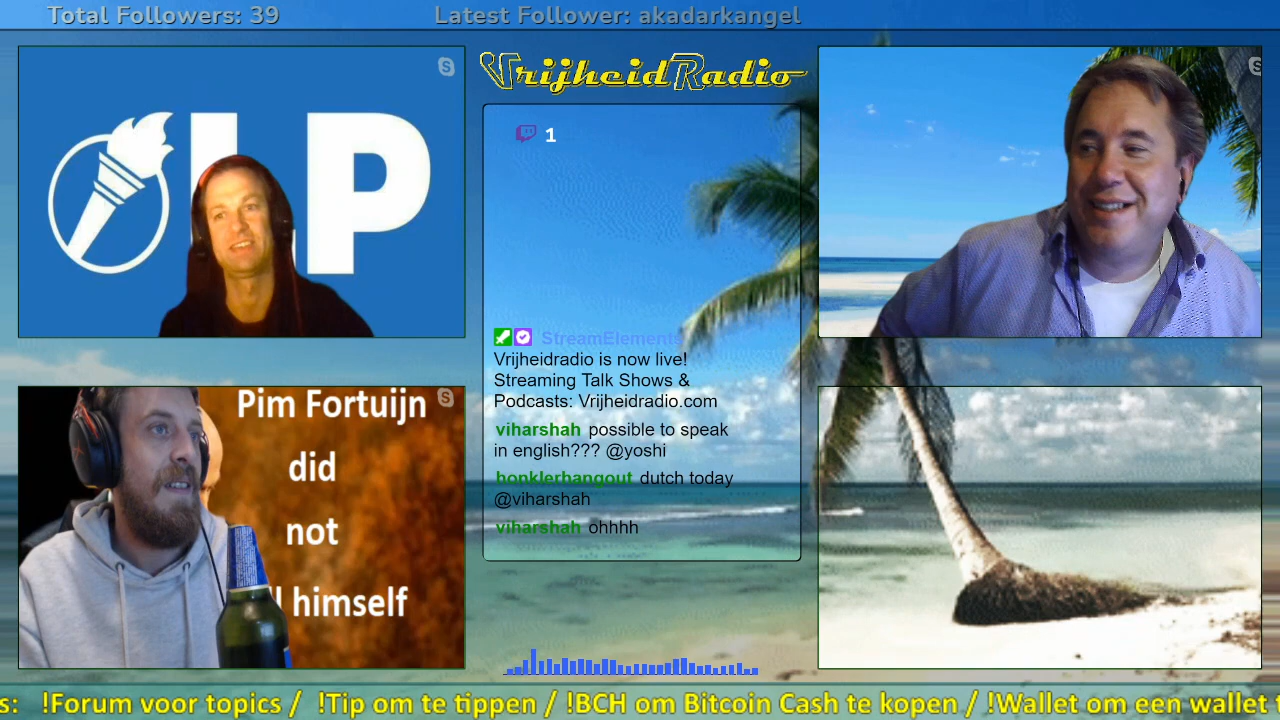 Total Followers: 39
Latest Follower: akadarkangel
LP
VrijheidRadio
1
StreamElements
Vrijheidradio is now live!
Streaming Talk Shows &
Podcasts: Vrijheidradio.com
viharshah possible to speak
in english??? @yoshi
honklerhangout dutch today
@viharshah
viharshah ohhhh
Pim Fortuijn
did
not
himself
s: !Forum voor topics / !Tip om te tippen / !BCH om Bitcoin Cash te kopen / !Wallet om een wallet